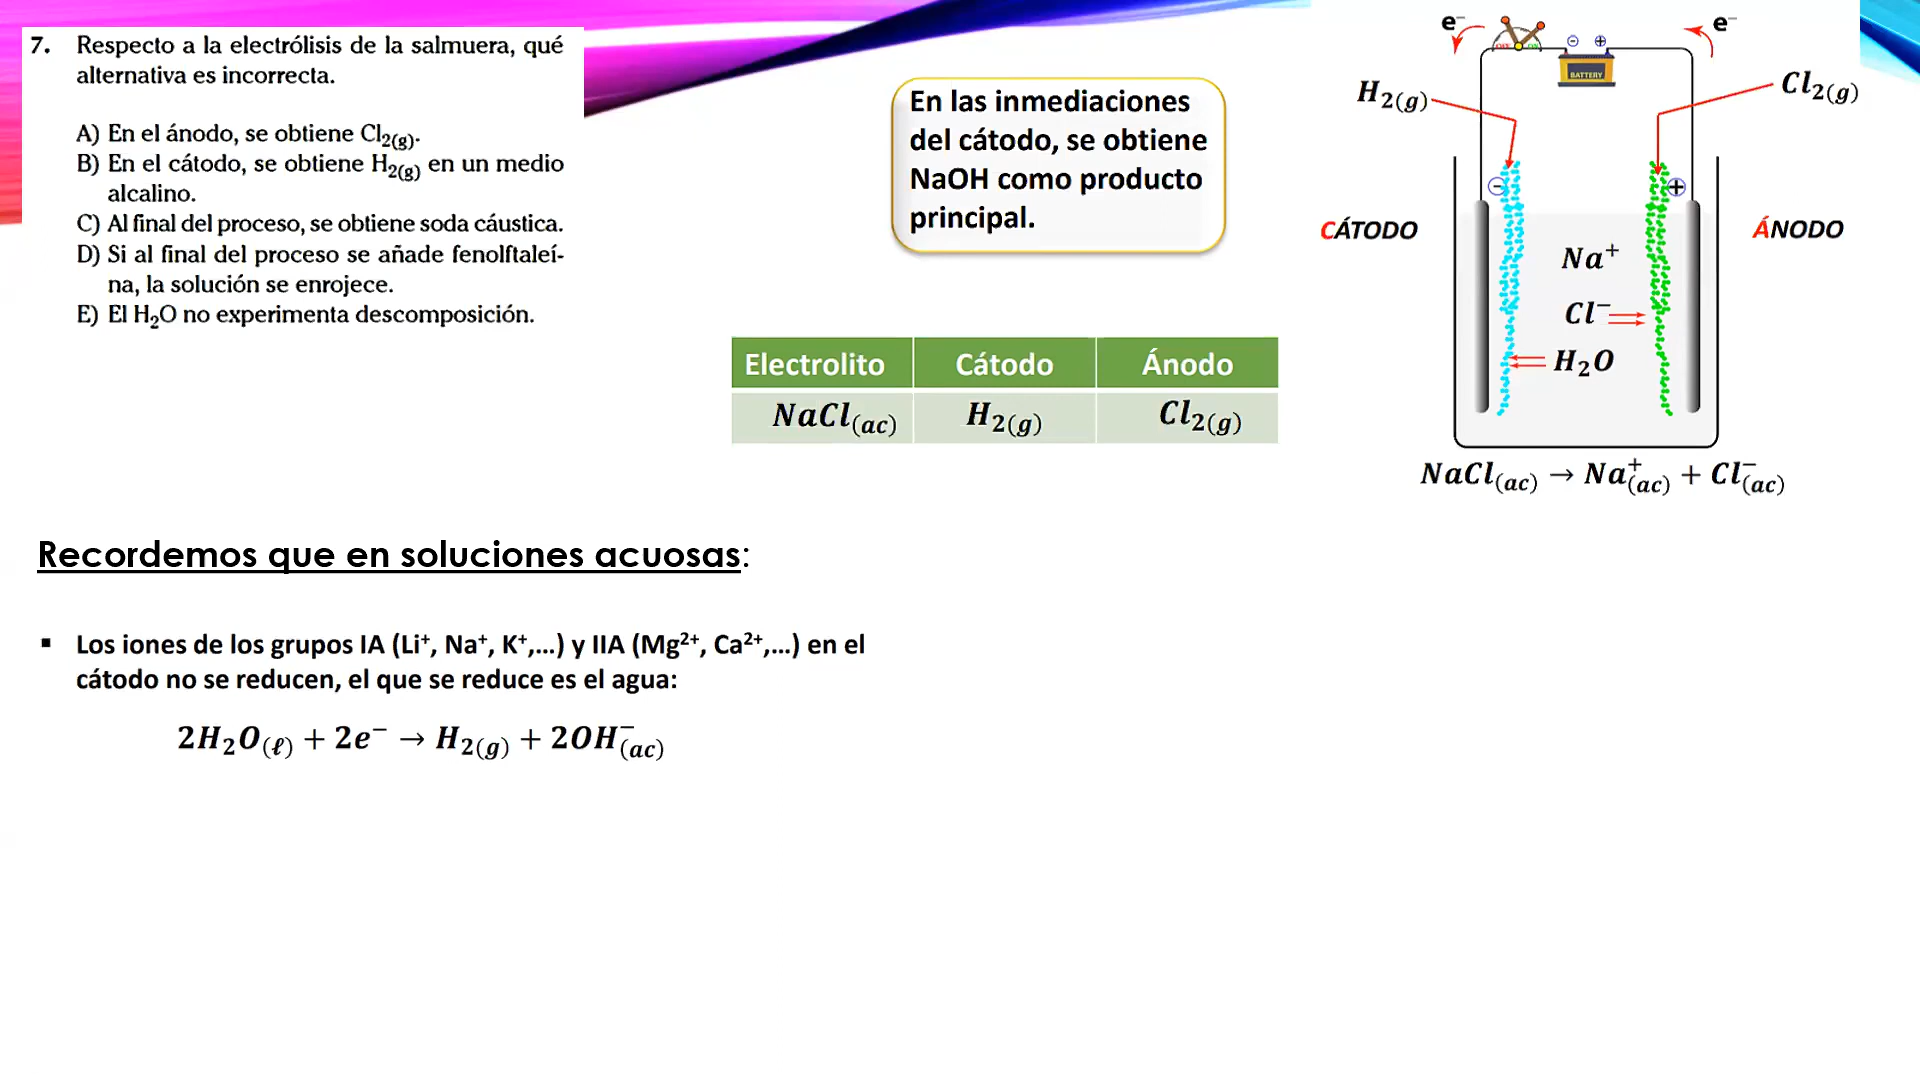 7. Respecto a la electrólisis de la salmuera, qué
alternativa es incorrecta.
A) En el ánodo, se obtiene Cl₂(g).
B) En el cátodo, se obtiene H₂(g) en un medio
alcalino.
C) Al final del proceso, se obtiene soda cáustica.
D) Si al final del proceso se añade fenolftaleí-
na, la solución se enrojece.
E) El H₂O no experimenta descomposición.
En las inmediaciones
del cátodo, se obtiene
NaOH como producto
principal.
Electrolito Cátodo Ánodo
NaCl(ac) H₂(g) Cl₂(g)
e⁻ e⁻
OFF ON
BATTERY
H₂(g) Cl₂(g)
CÁTODO ÁNODO
Na⁺
Cl⁻
H₂O
NaCl(ac) → Na⁺(ac) + Cl⁻(ac)
Recordemos que en soluciones acuosas:
▪ Los iones de los grupos IA (Li⁺, Na⁺, K⁺,...) y IIA (Mg²⁺, Ca²⁺,...) en el
cátodo no se reducen, el que se reduce es el agua:
2H₂O(ℓ) + 2e⁻ → H₂(g) + 2OH⁻(ac)